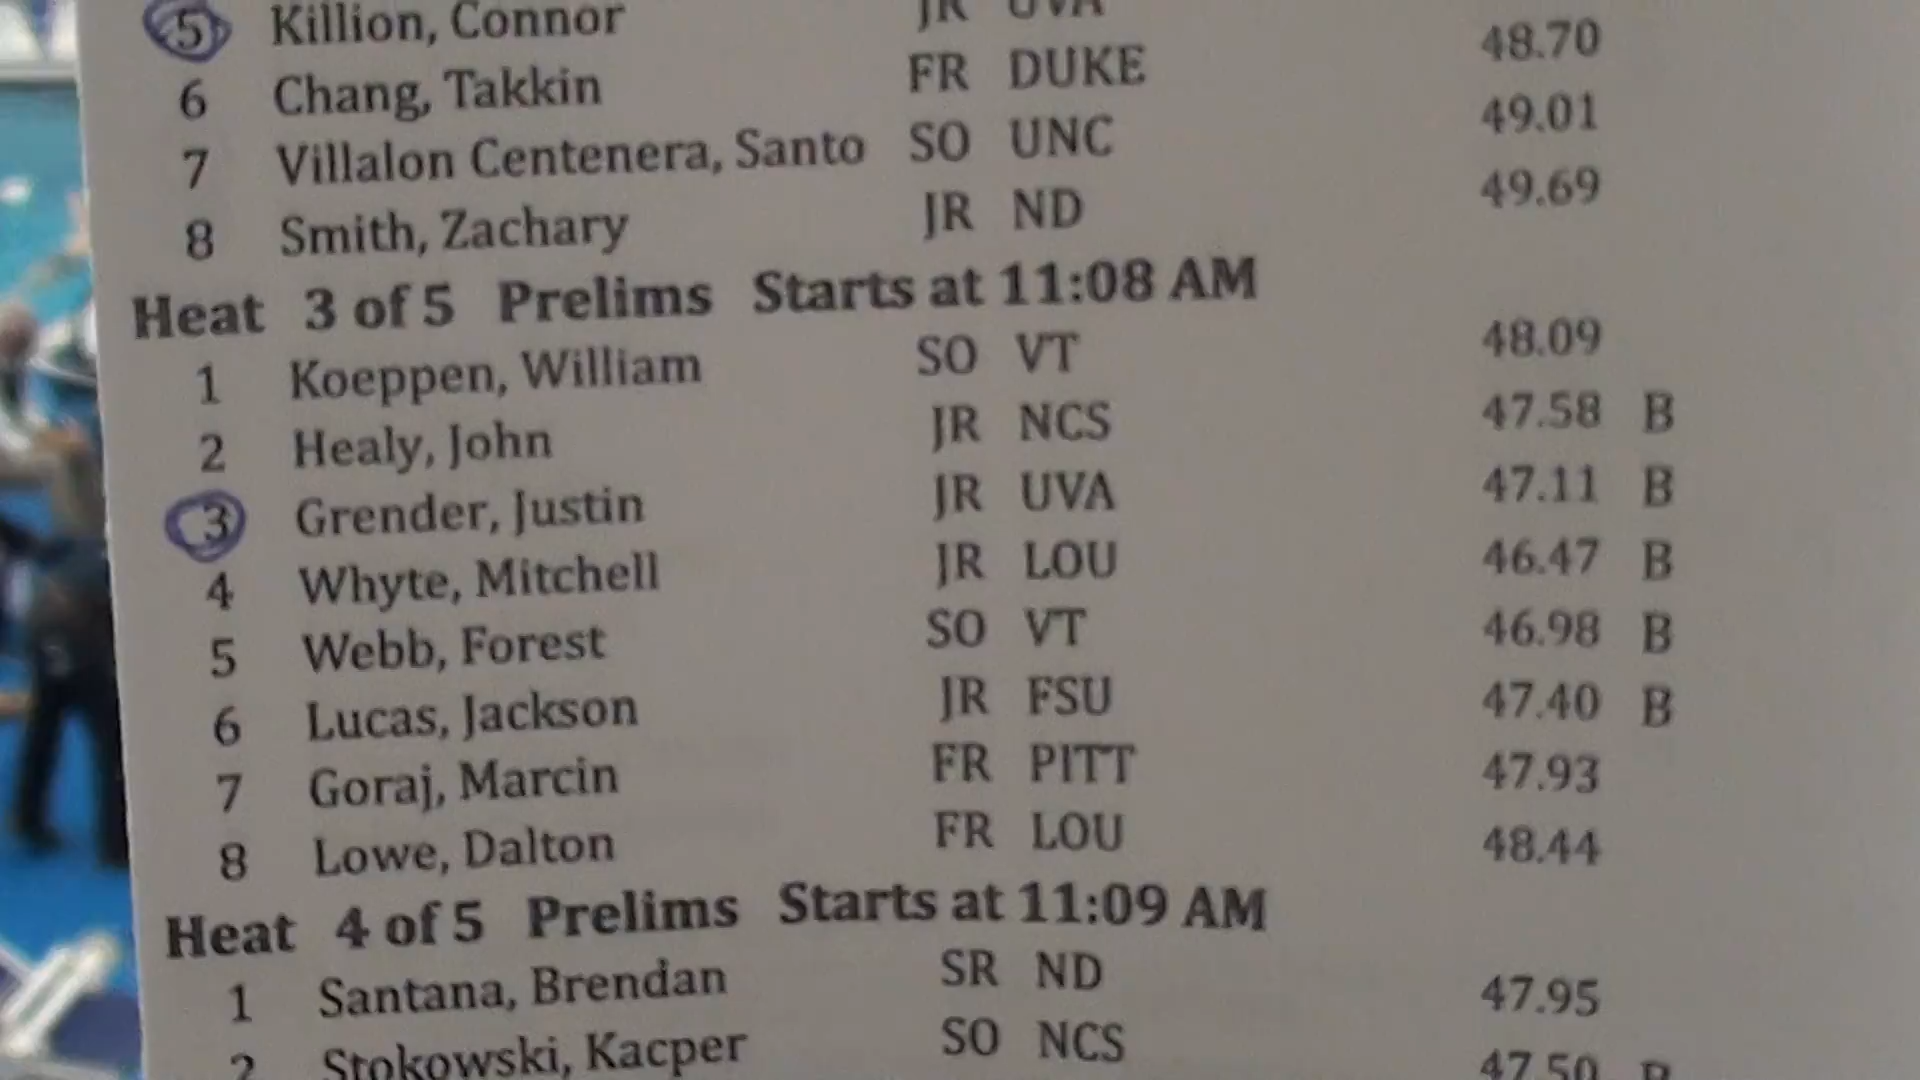 5 Killion, Connor JR UVA
6 Chang, Takkin FR DUKE 48.70
7 Villalon Centenera, Santo SO UNC 49.01
8 Smith, Zachary JR ND 49.69
Heat 3 of 5 Prelims Starts at 11:08 AM
1 Koeppen, William SO VT 48.09
2 Healy, John JR NCS 47.58 B
3 Grender, Justin JR UVA 47.11 B
4 Whyte, Mitchell JR LOU 46.47 B
5 Webb, Forest SO VT 46.98 B
6 Lucas, Jackson JR FSU 47.40 B
7 Goraj, Marcin FR PITT 47.93
8 Lowe, Dalton FR LOU 48.44
Heat 4 of 5 Prelims Starts at 11:09 AM
1 Santana, Brendan SR ND 47.95
2 Stokowski, Kacper SO NCS 47.50 B